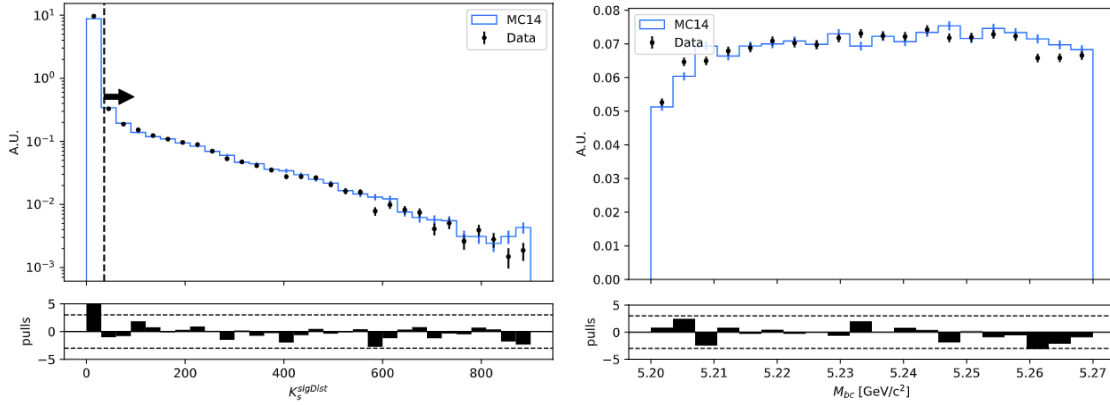 10¹
10⁰
10⁻¹
10⁻²
10⁻³
A.U.
MC14
Data
5
0
−5
pulls
0 200 400 600 800
K_s^{sigDist}
0.08
0.07
0.06
0.05
0.04
0.03
0.02
0.01
0.00
A.U.
MC14
Data
5
0
−5
pulls
5.20 5.21 5.22 5.23 5.24 5.25 5.26 5.27
M_{bc} [GeV/c²]